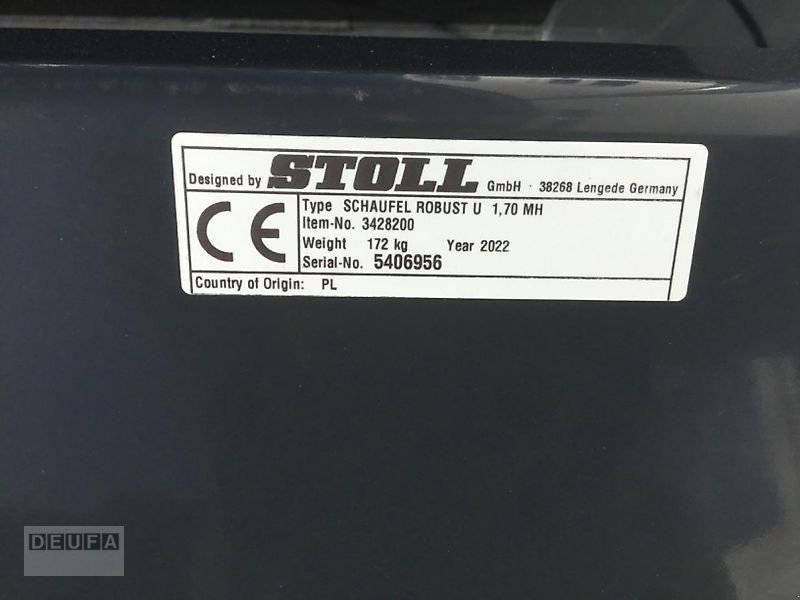 Designed by STOLL GmbH · 38268 Lengede Germany
CE
Type SCHAUFEL ROBUST U 1,70 MH
Item-No. 3428200
Weight 172 kg Year 2022
Serial-No. 5406956
Country of Origin: PL
DEUFA